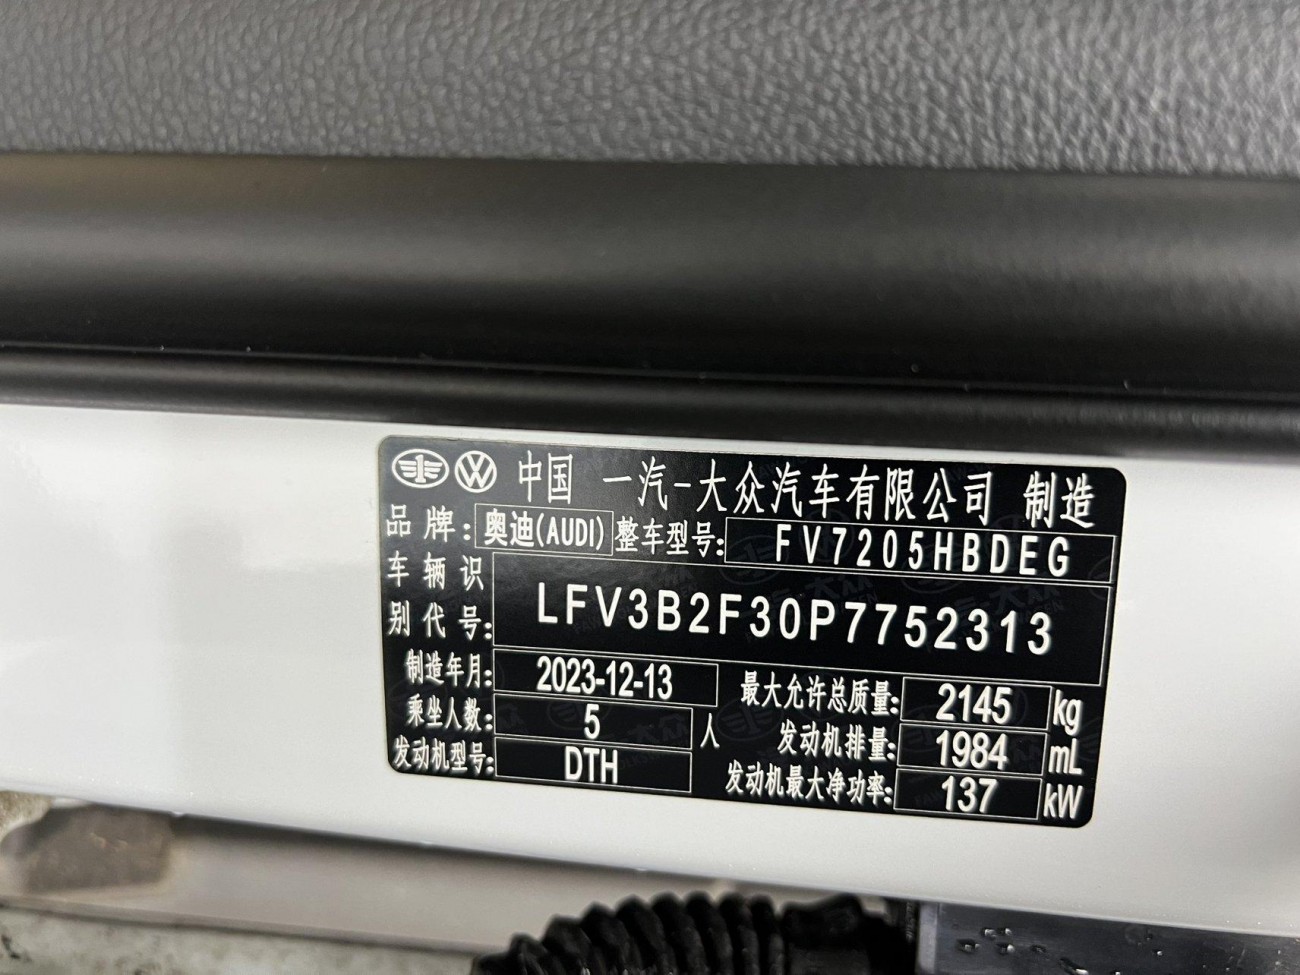 中国 一汽-大众汽车有限公司 制造
品牌: 奥迪(AUDI) 整车型号: FV7205HBDEG
车辆识别代号: LFV3B2F30P7752313
制造年月: 2023-12-13 最大允许总质量: 2145 kg
乘坐人数: 5 人 发动机排量: 1984 mL
发动机型号: DTH 发动机最大净功率: 137 kW